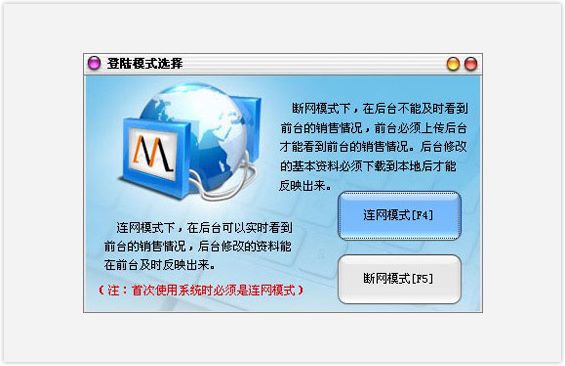 登陆模式选择
断网模式下，在后台不能及时看到
前台的销售情况，前台必须上传后台
才能看到前台的销售情况。后台修改
的基本资料必须下载到本地后才能
反映出来。
连网模式[F4]
连网模式下，在后台可以实时看到
前台的销售情况，后台修改的资料能
在前台及时反映出来。
（注：首次使用系统时必须是连网模式）
断网模式[F5]